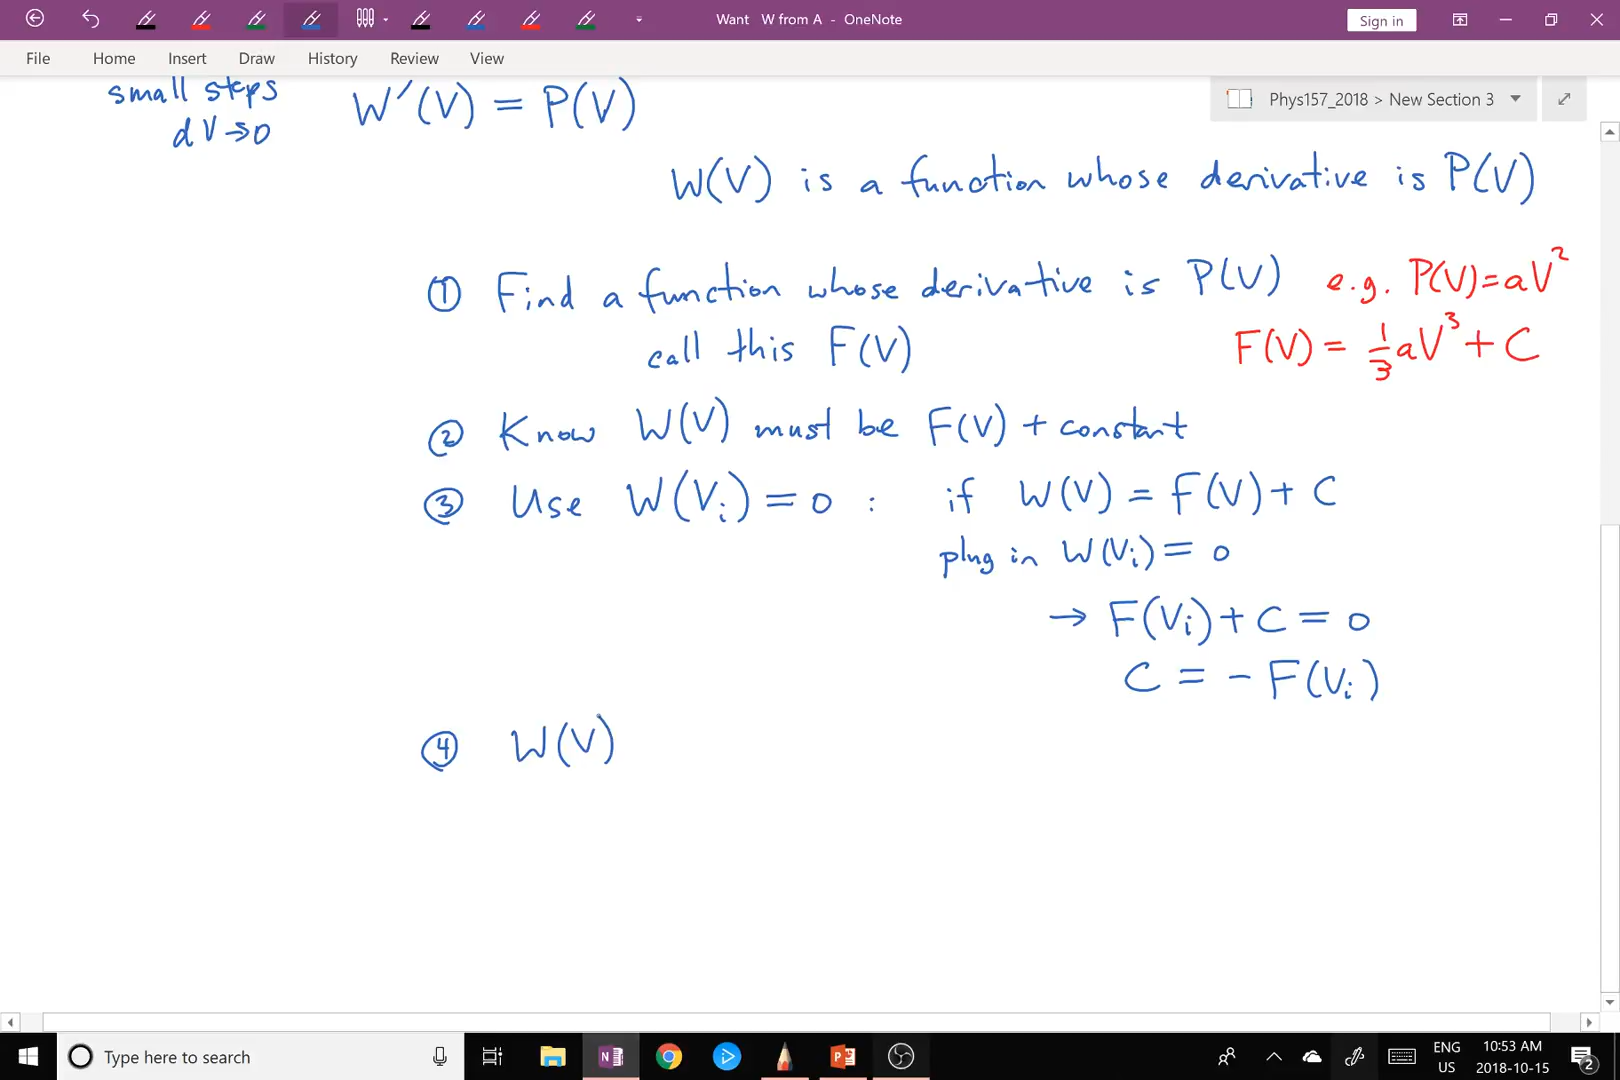 Want W from A - OneNote
Sign in
File Home Insert Draw History Review View
Phys157_2018 > New Section 3
small steps
dV→0
W′(V) = P(V)
W(V) is a function whose derivative is P(V)
① Find a function whose derivative is P(V)
call this F(V)
e.g. P(V)=aV²
F(V) = 1/3 aV³ + C
② Know W(V) must be F(V) + constant
③ Use W(Vᵢ) = 0 : if W(V) = F(V) + C
plug in W(Vᵢ) = 0
→ F(Vᵢ) + C = 0
C = - F(Vᵢ)
④ W(V)
Type here to search
ENG
US
10:53 AM
2018-10-15
2